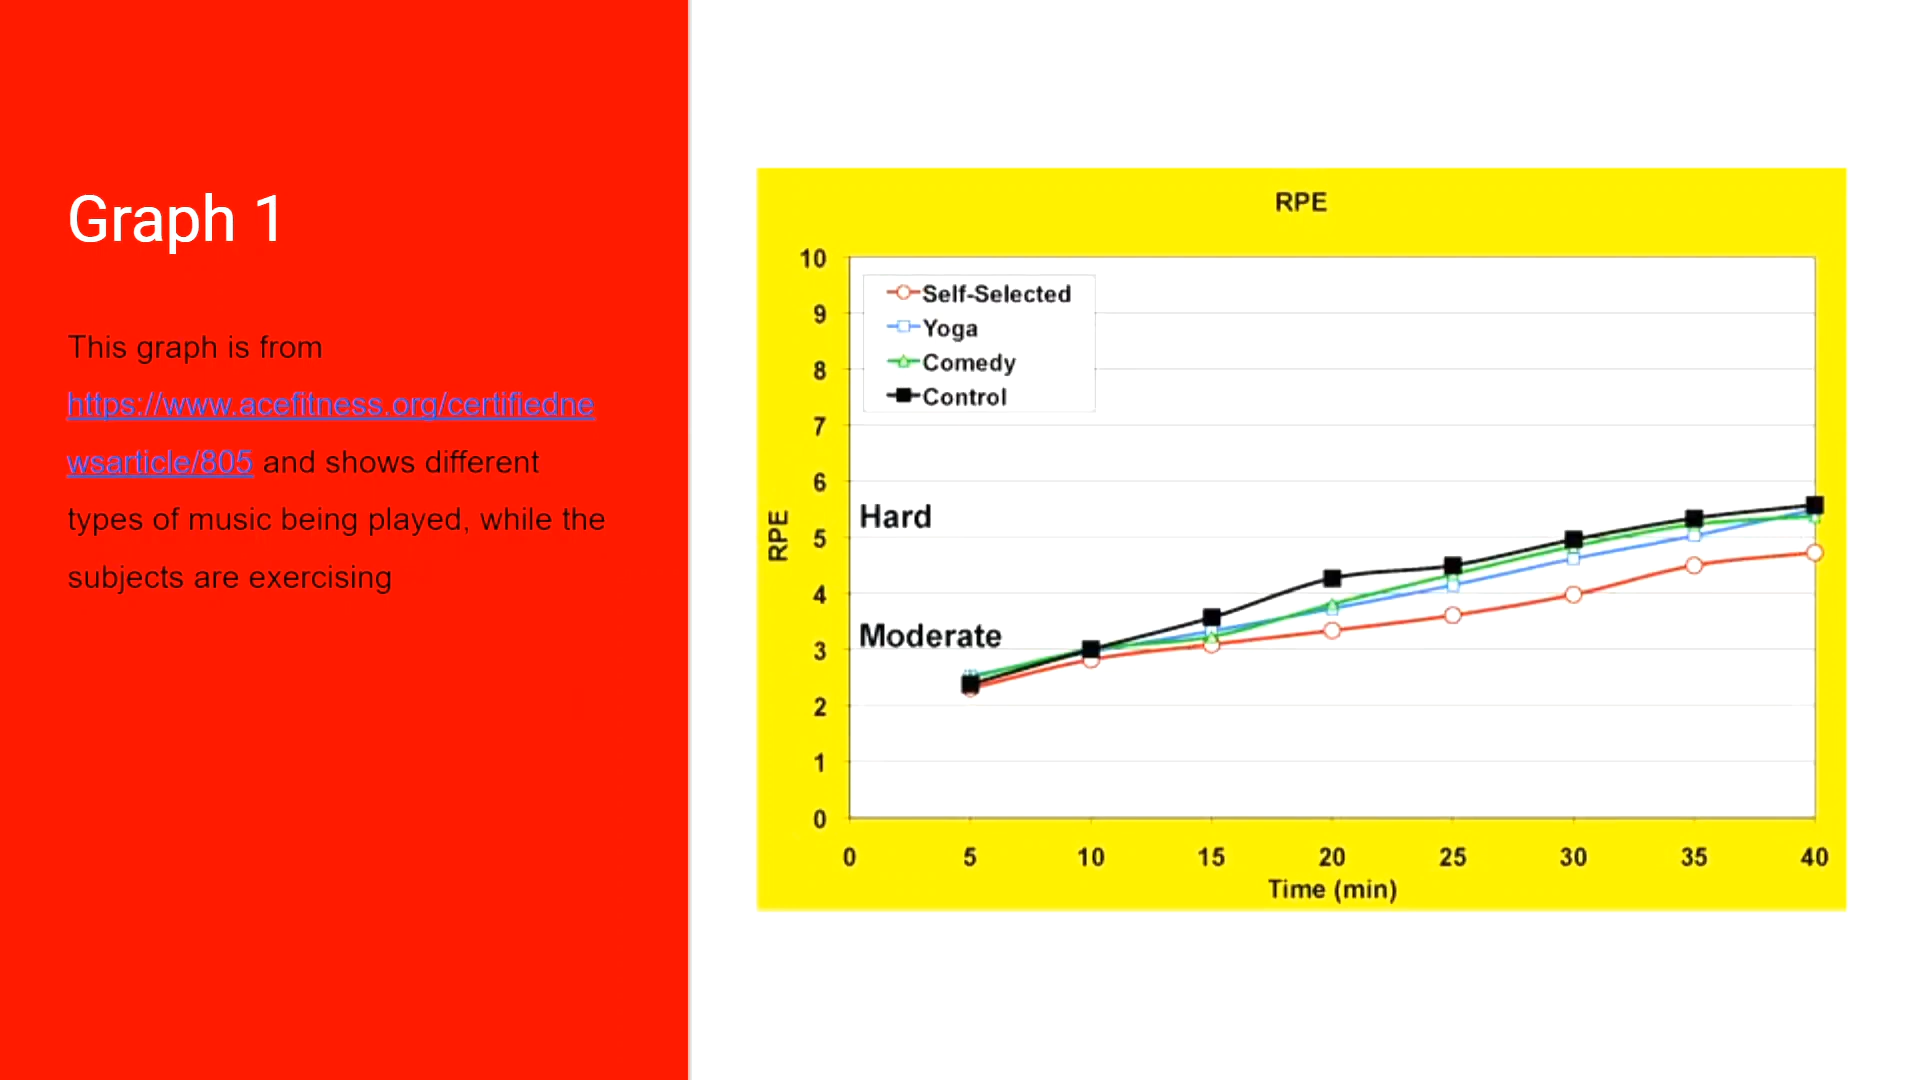 Graph 1
This graph is from
https://www.acefitness.org/certifiedne
wsarticle/805 and shows different
types of music being played, while the
subjects are exercising
RPE
10
9
8
7
6
5
4
3
2
1
0
Self-Selected
Yoga
Comedy
Control
Hard
Moderate
RPE
0 5 10 15 20 25 30 35 40
Time (min)